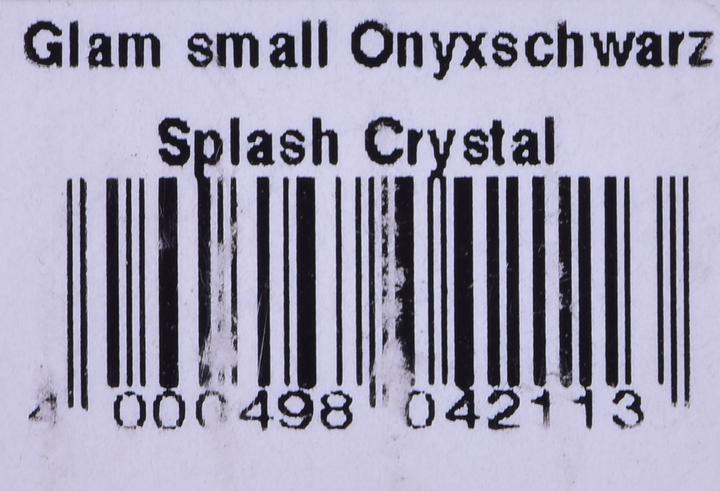 Glam small Onyxschwarz
Splash Crystal
4 000498 042113